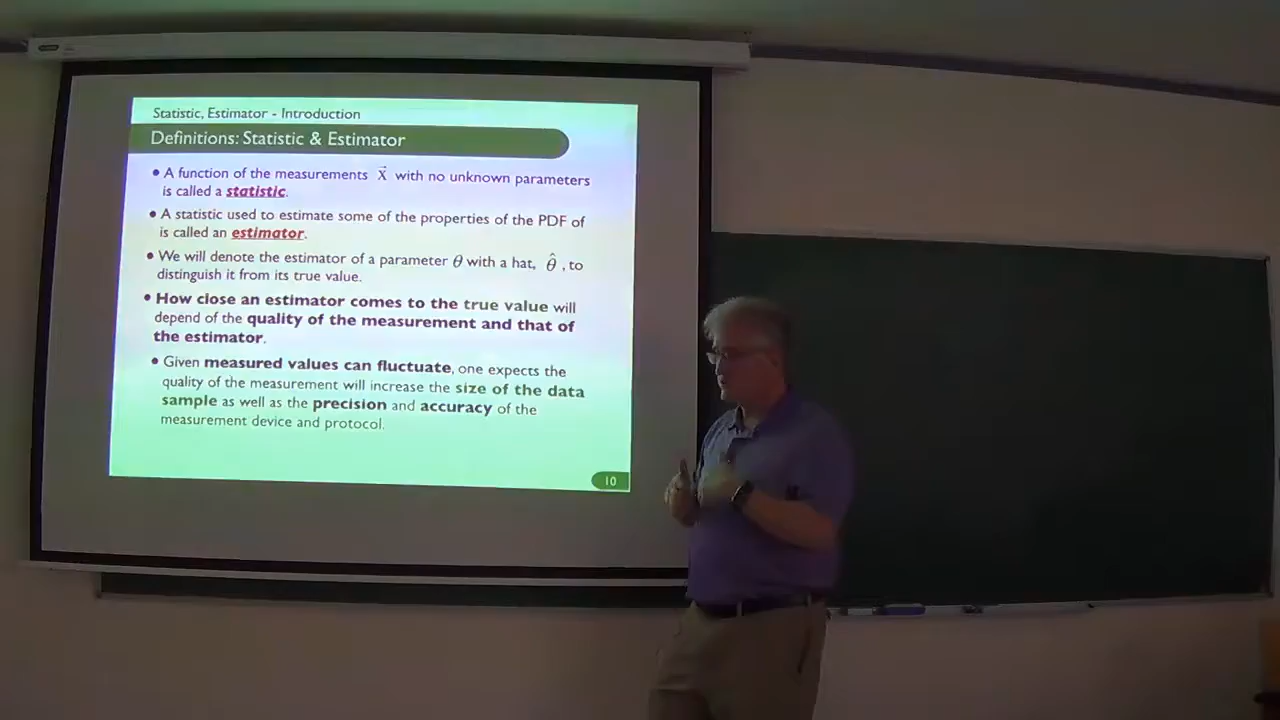 Statistic, Estimator - Introduction
Definitions: Statistic & Estimator
• A function of the measurements X⃗ with no unknown parameters
is called a statistic.
• A statistic used to estimate some of the properties of the PDF of
is called an estimator.
• We will denote the estimator of a parameter θ with a hat, θ̂ , to
distinguish it from its true value.
• How close an estimator comes to the true value will
depend of the quality of the measurement and that of
the estimator.
• Given measured values can fluctuate, one expects the
quality of the measurement will increase the size of the data
sample as well as the precision and accuracy of the
measurement device and protocol.
10